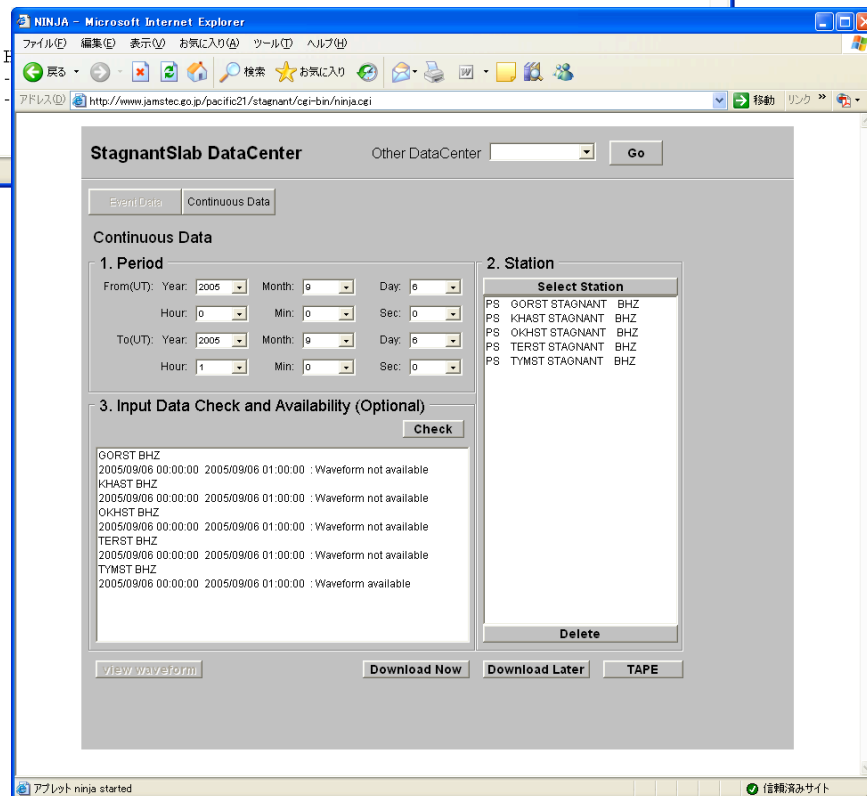 NINJA - Microsoft Internet Explorer
ファイル(F) 編集(E) 表示(V) お気に入り(A) ツール(T) ヘルプ(H)
戻る 検索 お気に入り
アドレス(D) http://www.jamstec.go.jp/pacific21/stagnant/cgi-bin/ninja.cgi 移動 リンク »
StagnantSlab DataCenter Other DataCenter Go
Event Data Continuous Data
Continuous Data
1. Period
From(UT): Year: 2005 Month: 9 Day: 6
Hour: 0 Min: 0 Sec: 0
To(UT): Year: 2005 Month: 9 Day: 6
Hour: 1 Min: 0 Sec: 0
2. Station
Select Station
PS GORST STAGNANT BHZ
PS KHAST STAGNANT BHZ
PS OKHST STAGNANT BHZ
PS TERST STAGNANT BHZ
PS TYMST STAGNANT BHZ
3. Input Data Check and Availability (Optional)
Check
GORST BHZ
2005/09/06 00:00:00 2005/09/06 01:00:00 : Waveform not available
KHAST BHZ
2005/09/06 00:00:00 2005/09/06 01:00:00 : Waveform not available
OKHST BHZ
2005/09/06 00:00:00 2005/09/06 01:00:00 : Waveform not available
TERST BHZ
2005/09/06 00:00:00 2005/09/06 01:00:00 : Waveform not available
TYMST BHZ
2005/09/06 00:00:00 2005/09/06 01:00:00 : Waveform available
Delete
view waveform Download Now Download Later TAPE
アプレット ninja started 信頼済みサイト